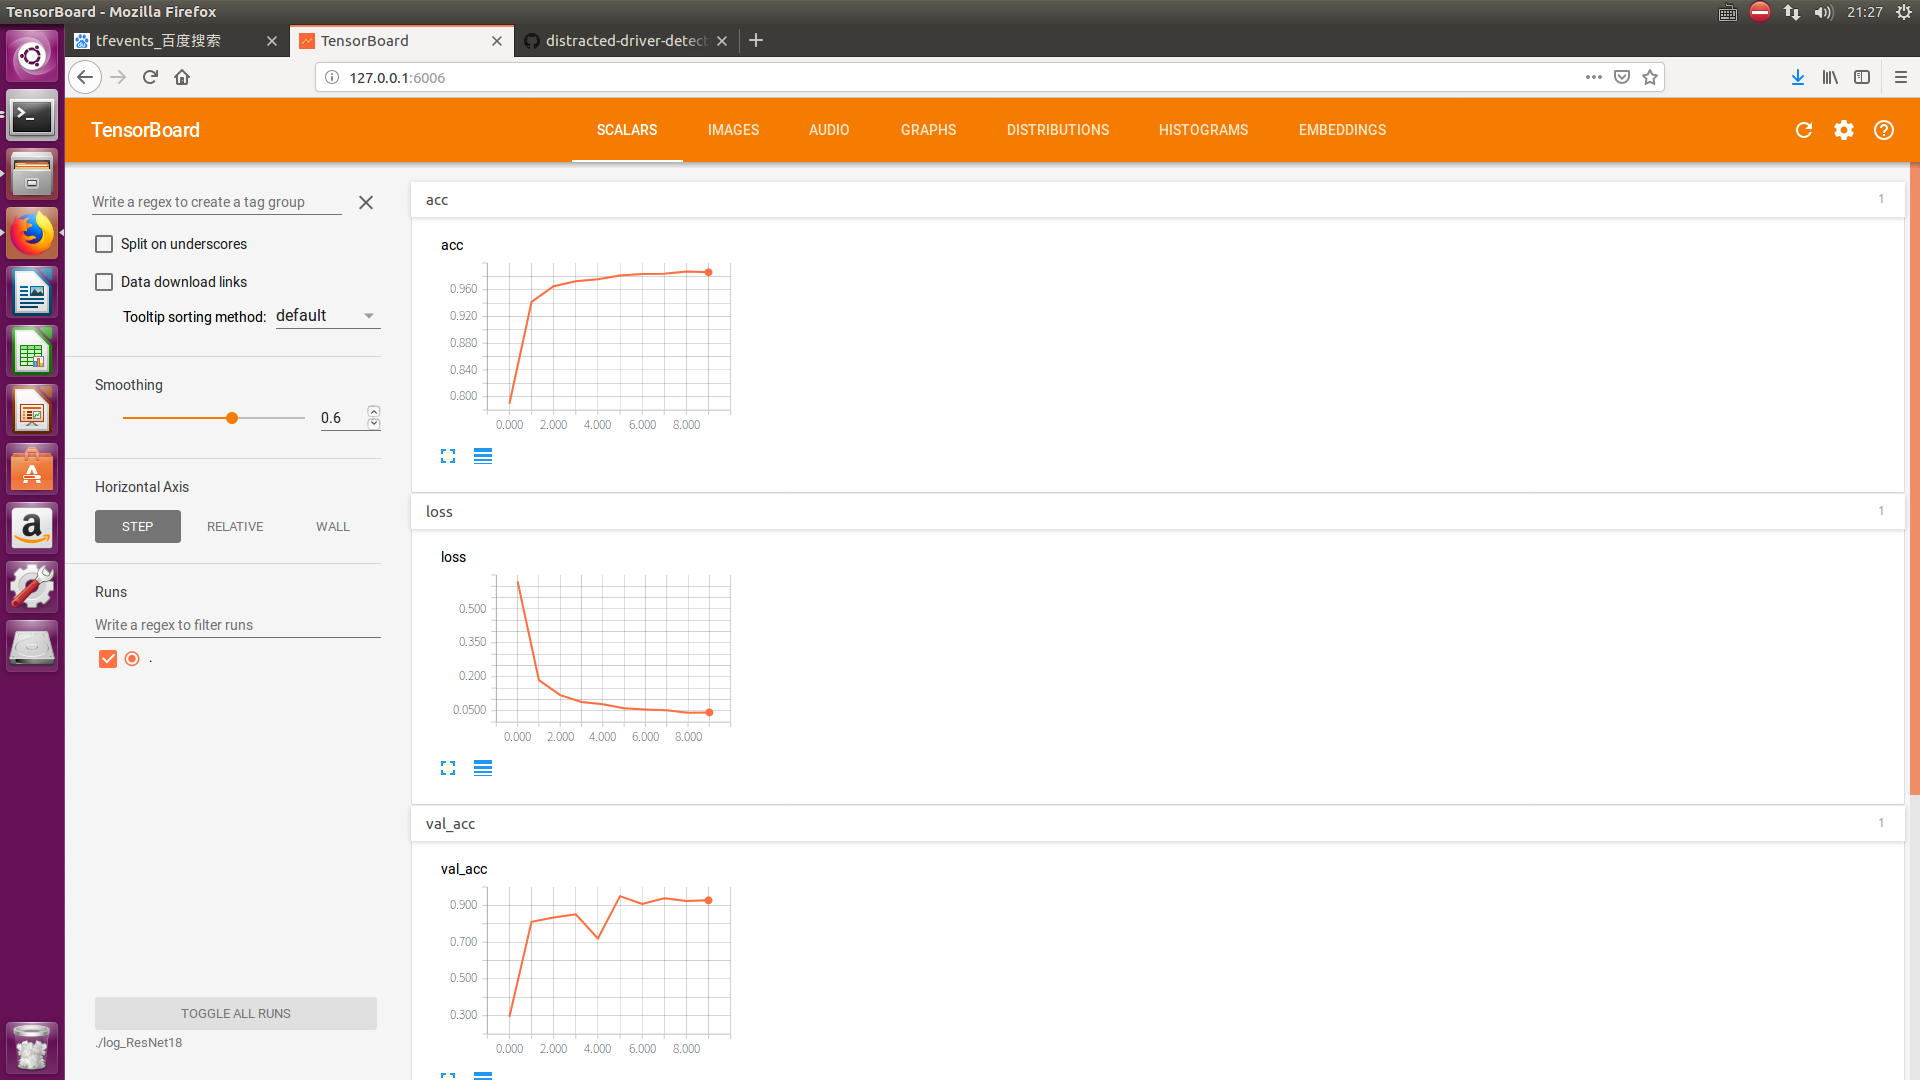 TensorBoard - Mozilla Firefox
21:27
tfevents_百度搜索
TensorBoard
distracted-driver-detect
127.0.0.1:6006
TensorBoard
SCALARS
IMAGES
AUDIO
GRAPHS
DISTRIBUTIONS
HISTOGRAMS
EMBEDDINGS
Write a regex to create a tag group
Split on underscores
Data download links
Tooltip sorting method: default
Smoothing
0.6
Horizontal Axis
STEP
RELATIVE
WALL
Runs
Write a regex to filter runs
.
TOGGLE ALL RUNS
./log_ResNet18
acc
1
acc
0.960
0.920
0.880
0.840
0.800
0.000 2.000 4.000 6.000 8.000
loss
1
loss
0.500
0.350
0.200
0.0500
0.000 2.000 4.000 6.000 8.000
val_acc
1
val_acc
0.900
0.700
0.500
0.300
0.000 2.000 4.000 6.000 8.000